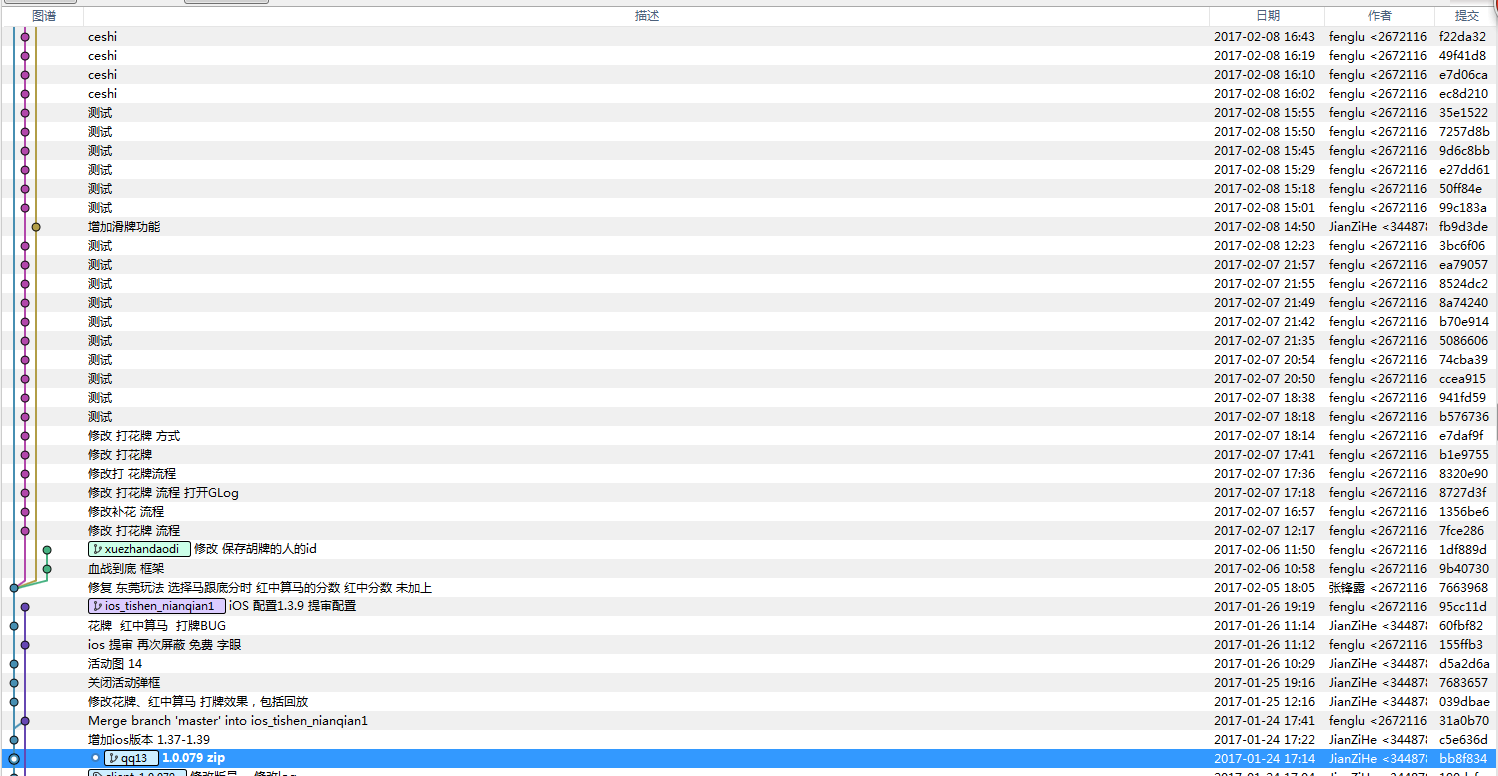 图谱 描述 日期 作者 提交
ceshi 2017-02-08 16:43 fenglu <2672116 f22da32
ceshi 2017-02-08 16:19 fenglu <2672116 49f41d8
ceshi 2017-02-08 16:10 fenglu <2672116 e7d06ca
ceshi 2017-02-08 16:02 fenglu <2672116 ec8d210
测试 2017-02-08 15:55 fenglu <2672116 35e1522
测试 2017-02-08 15:50 fenglu <2672116 7257d8b
测试 2017-02-08 15:45 fenglu <2672116 9d6c8bb
测试 2017-02-08 15:29 fenglu <2672116 e27dd61
测试 2017-02-08 15:18 fenglu <2672116 50ff84e
测试 2017-02-08 15:01 fenglu <2672116 99c183a
增加滑牌功能 2017-02-08 14:50 JianZiHe <34487 fb9d3de
测试 2017-02-08 12:23 fenglu <2672116 3bc6f06
测试 2017-02-07 21:57 fenglu <2672116 ea79057
测试 2017-02-07 21:55 fenglu <2672116 8524dc2
测试 2017-02-07 21:49 fenglu <2672116 8a74240
测试 2017-02-07 21:42 fenglu <2672116 b70e914
测试 2017-02-07 21:35 fenglu <2672116 5086606
测试 2017-02-07 20:54 fenglu <2672116 74cba39
测试 2017-02-07 20:50 fenglu <2672116 ccea915
测试 2017-02-07 18:38 fenglu <2672116 941fd59
测试 2017-02-07 18:18 fenglu <2672116 b576736
修改 打花牌 方式 2017-02-07 18:14 fenglu <2672116 e7daf9f
修改 打花牌 2017-02-07 17:41 fenglu <2672116 b1e9755
修改打 花牌流程 2017-02-07 17:36 fenglu <2672116 8320e90
修改 打花牌 流程 打开GLog 2017-02-07 17:18 fenglu <2672116 8727d3f
修改补花 流程 2017-02-07 16:57 fenglu <2672116 1356be6
修改 打花牌 流程 2017-02-07 12:17 fenglu <2672116 7fce286
xuezhandaodi 修改 保存胡牌的人的id 2017-02-06 11:50 fenglu <2672116 1df889d
血战到底 框架 2017-02-06 10:58 fenglu <2672116 9b40730
修复 东莞玩法 选择马跟底分时 红中算马的分数 红中分数 未加上 2017-02-05 18:05 张锋露 <2672116 7663968
ios_tishen_nianqian1 iOS 配置1.3.9 提审配置 2017-01-26 19:19 fenglu <2672116 95cc11d
花牌 红中算马 打牌BUG 2017-01-26 11:14 JianZiHe <34487 60fbf82
ios 提审 再次屏蔽 免费 字眼 2017-01-26 11:12 fenglu <2672116 155ffb3
活动图 14 2017-01-26 10:29 JianZiHe <34487 d5a2d6a
关闭活动弹框 2017-01-25 19:16 JianZiHe <34487 7683657
修改花牌、红中算马 打牌效果，包括回放 2017-01-25 12:16 JianZiHe <34487 039dbae
Merge branch 'master' into ios_tishen_nianqian1 2017-01-24 17:41 fenglu <2672116 31a0b70
增加ios版本 1.37-1.39 2017-01-24 17:22 JianZiHe <34487 c5e636d
qq13 1.0.079 zip 2017-01-24 17:14 JianZiHe <34487 bb8f834